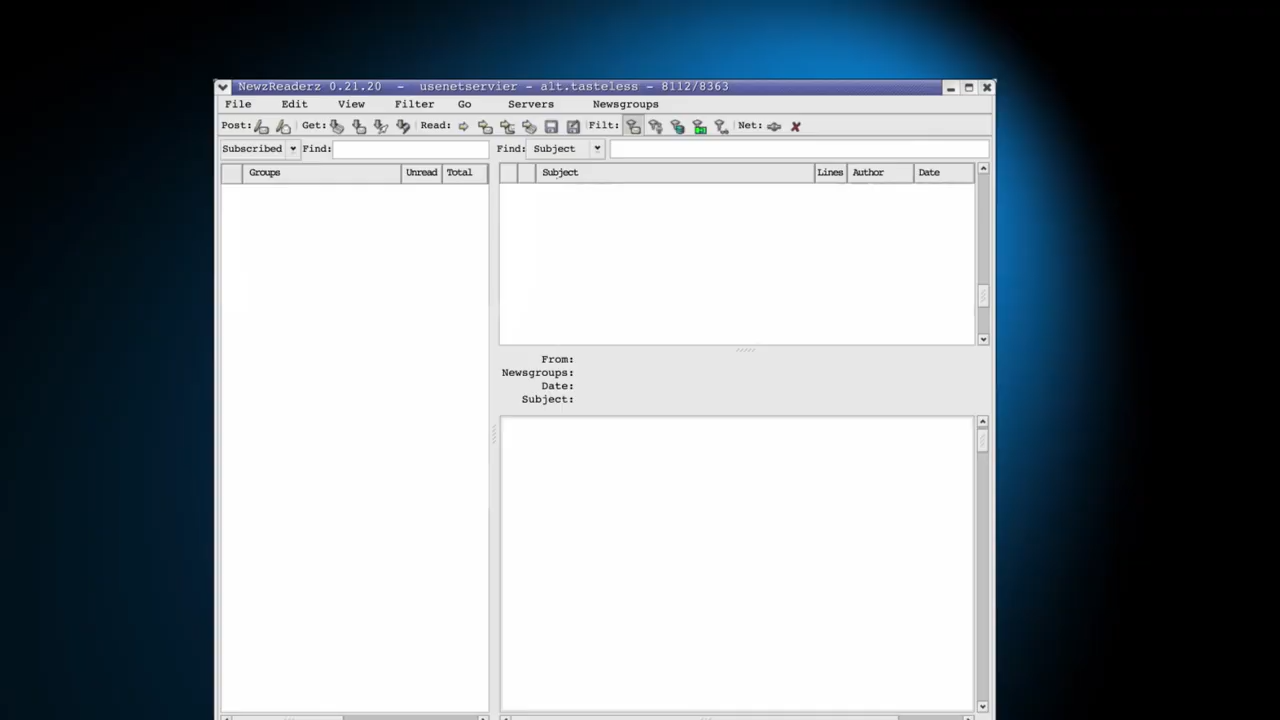 NewzReaderz 0.21.20 - usenetservier - alt.tasteless - 8112/8363
File Edit View Filter Go Servers Newsgroups
Post: Get: Read: Filt: Net:
Subscribed Find: Find: Subject
Groups Unread Total Subject Lines Author Date
From:
Newsgroups:
Date:
Subject: